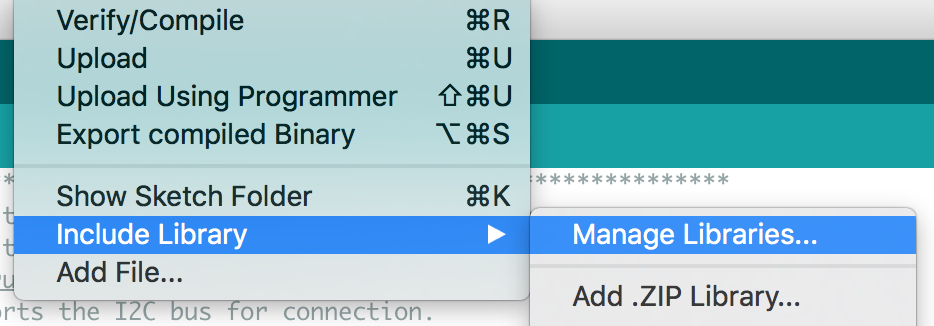 Verify/Compile ⌘R
Upload ⌘U
Upload Using Programmer ⇧⌘U
Export compiled Binary ⌥⌘S
***************
Show Sketch Folder ⌘K
Include Library ▶ Manage Libraries...
Add File...
Add .ZIP Library...
orts the I2C bus for connection.